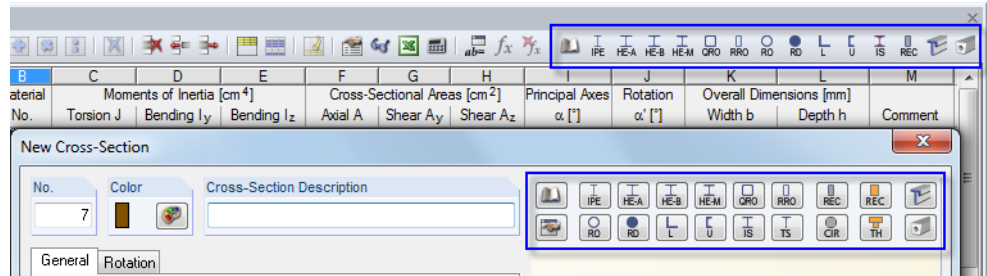 ab= fx fx IPE HE-A HE-B HE-M QRO RRO RO RD L U IS REC
B C D E F G H I J K L M
aterial Moments of Inertia [cm⁴] Cross-Sectional Areas [cm²] Principal Axes Rotation Overall Dimensions [mm]
No. Torsion J Bending Iy Bending Iz Axial A Shear Ay Shear Az α [°] α' [°] Width b Depth h Comment
New Cross-Section
No. Color Cross-Section Description
IPE HE-A HE-B HE-M QRO RRO REC REC
7
RO RD L U IS TS CIR TH
General Rotation